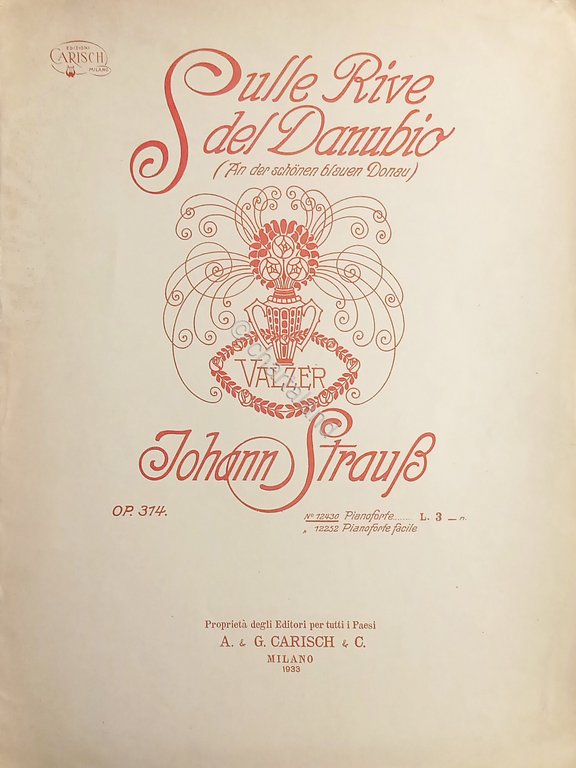 EDIZIONI
CARISCH
MILANO
Sulle Rive
del Danubio
(An der schönen blauen Donau)
VALZER
Johann Strauß
OP. 314.
No 12430 Pianoforte...... L. 3 — n.
„ 12252 Pianoforte facile
Proprietà degli Editori per tutti i Paesi
A. & G. CARISCH & C.
MILANO
1933